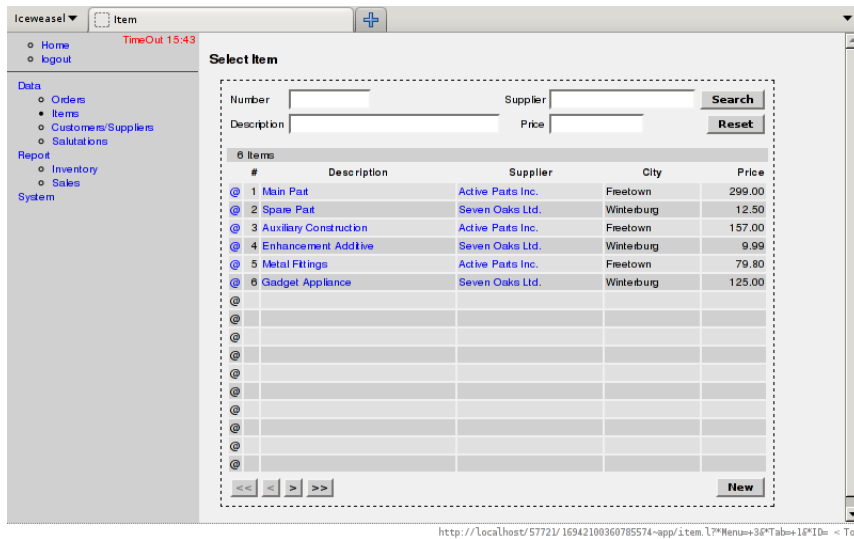 Iceweasel Item
Home TimeOut 15:43
logout
Data
Orders
Items
Customers/Suppliers
Salutations
Report
Inventory
Sales
System
Select Item
Number Supplier Search
Description Price Reset
6 Items
# Description Supplier City Price
@ 1 Main Part Active Parts Inc. Freetown 299.00
@ 2 Spare Part Seven Oaks Ltd. Winterburg 12.50
@ 3 Auxiliary Construction Active Parts Inc. Freetown 157.00
@ 4 Enhancement Additive Seven Oaks Ltd. Winterburg 9.99
@ 5 Metal Fittings Active Parts Inc. Freetown 79.80
@ 6 Gadget Appliance Seven Oaks Ltd. Winterburg 125.00
@
@
@
@
@
@
@
@
@
@
<< < > >> New
http://localhost/57721/16942100360785574~app/item.l?*Menu=+3&*Tab=+1&*ID= < To